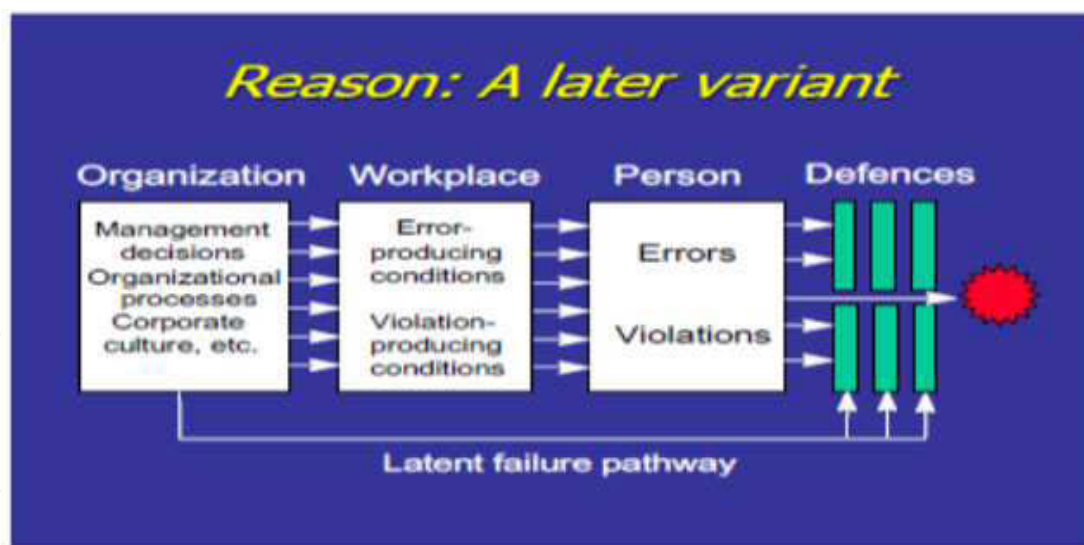 Reason: A later variant
Organization Workplace Person Defences
Management
decisions
Organizational
processes
Corporate
culture, etc.
Error-
producing
conditions
Violation-
producing
conditions
Errors
Violations
Latent failure pathway